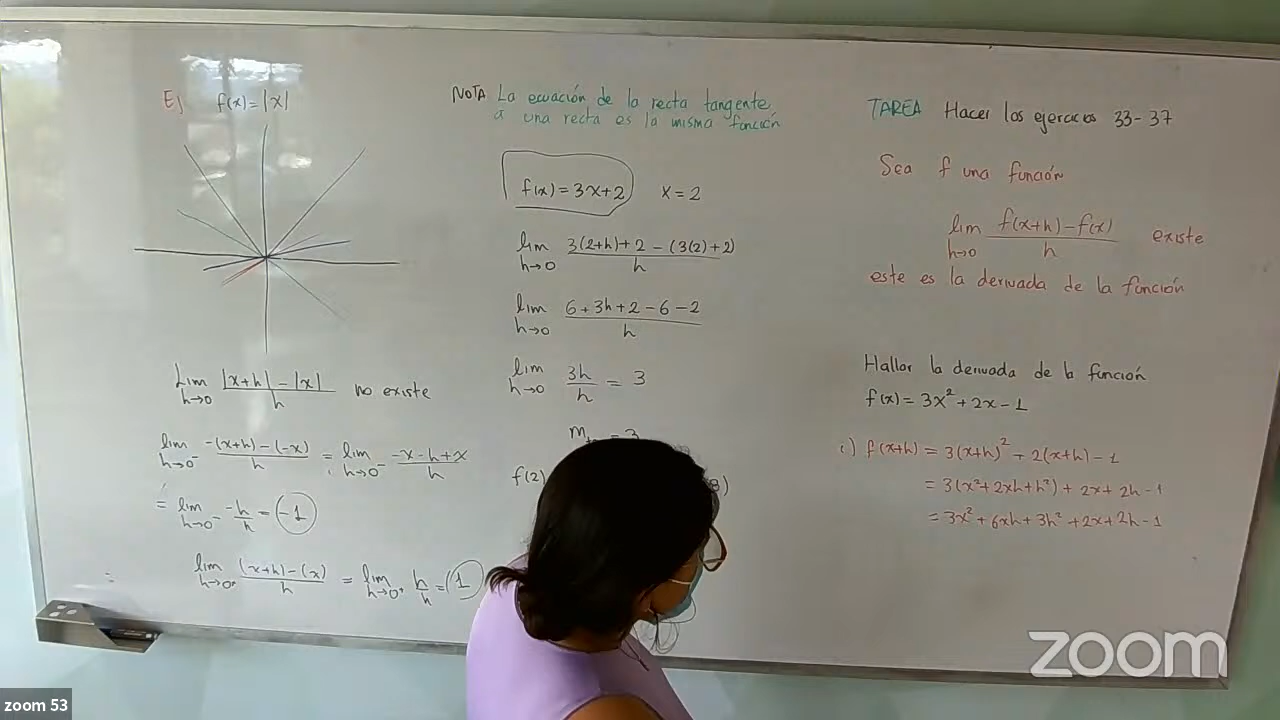 Ej f(x)=|x|
Lim h→0 |x+h|-|x| / h no existe
lim h→0⁻ -(x+h)-(-x) / h = lim h→0⁻ -x-h+x / h
= lim h→0⁻ -h/h = -1
lim h→0⁺ (x+h)-(x) / h = lim h→0⁺ h/h = 1
NOTA La ecuación de la recta tangente
a una recta es la misma función
f(x)=3x+2 x=2
lim h→0 3(2+h)+2-(3(2)+2) / h
lim h→0 6+3h+2-6-2 / h
lim h→0 3h/h = 3
= 3
f(2)
8)
TAREA Hacer los ejercicios 33-37
Sea f una función
lim h→0 f(x+h)-f(x) / h existe
este es la derivada de la función
Hallar la derivada de la función
f(x)=3x²+2x-1
i) f(x+h) = 3(x+h)²+2(x+h)-1
= 3(x²+2xh+h²)+2x+2h-1
= 3x²+6xh+3h²+2x+2h-1
zoom
zoom 53